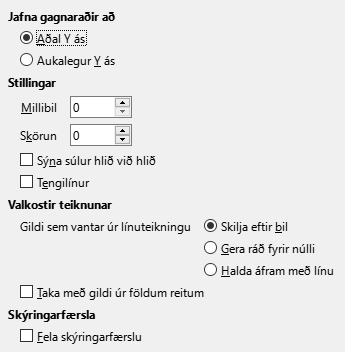 Jafna gagnaraðir að
Aðal Y ás
Aukalegur Y ás
Stillingar
Millibil 0
Skörun 0
Sýna súlur hlið við hlið
Tengilínur
Valkostir teiknunar
Gildi sem vantar úr línuteikningu Skilja eftir bil
Gera ráð fyrir núlli
Halda áfram með línu
Taka með gildi úr földum reitum
Skýringarfærsla
Fela skýringarfærslu